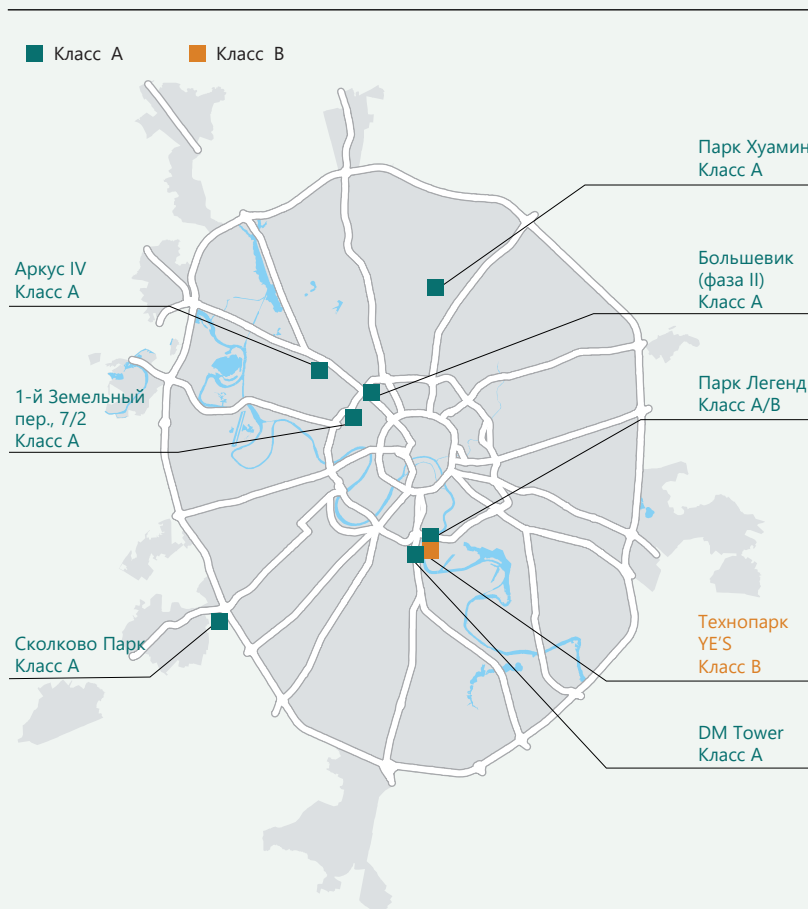 Класс A
Класс B
Парк Хуамин
Класс A
Большевик
(фаза II)
Класс A
Аркус IV
Класс A
Парк Легенд
Класс A/B
1-й Земельный
пер., 7/2
Класс A
Технопарк
YE'S
Класс B
Сколково Парк
Класс A
DM Tower
Класс A